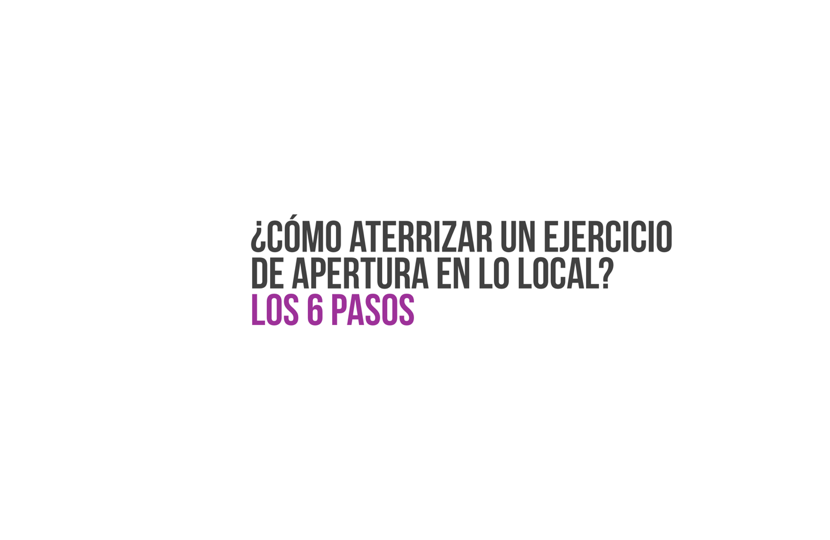 ¿CÓMO ATERRIZAR UN EJERCICIO
DE APERTURA EN LO LOCAL?
LOS 6 PASOS